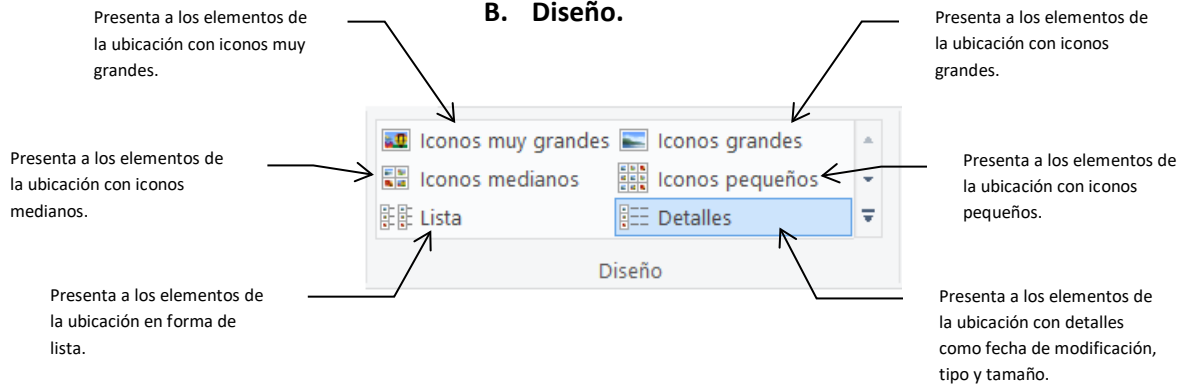 B. Diseño.
Presenta a los elementos de
la ubicación con iconos muy
grandes.
Presenta a los elementos de
la ubicación con iconos
grandes.
Presenta a los elementos de
la ubicación con iconos
medianos.
Iconos muy grandes
Iconos grandes
Iconos medianos
Iconos pequeños
Lista
Detalles
Diseño
Presenta a los elementos de
la ubicación con iconos
pequeños.
Presenta a los elementos de
la ubicación en forma de
lista.
Presenta a los elementos de
la ubicación con detalles
como fecha de modificación,
tipo y tamaño.